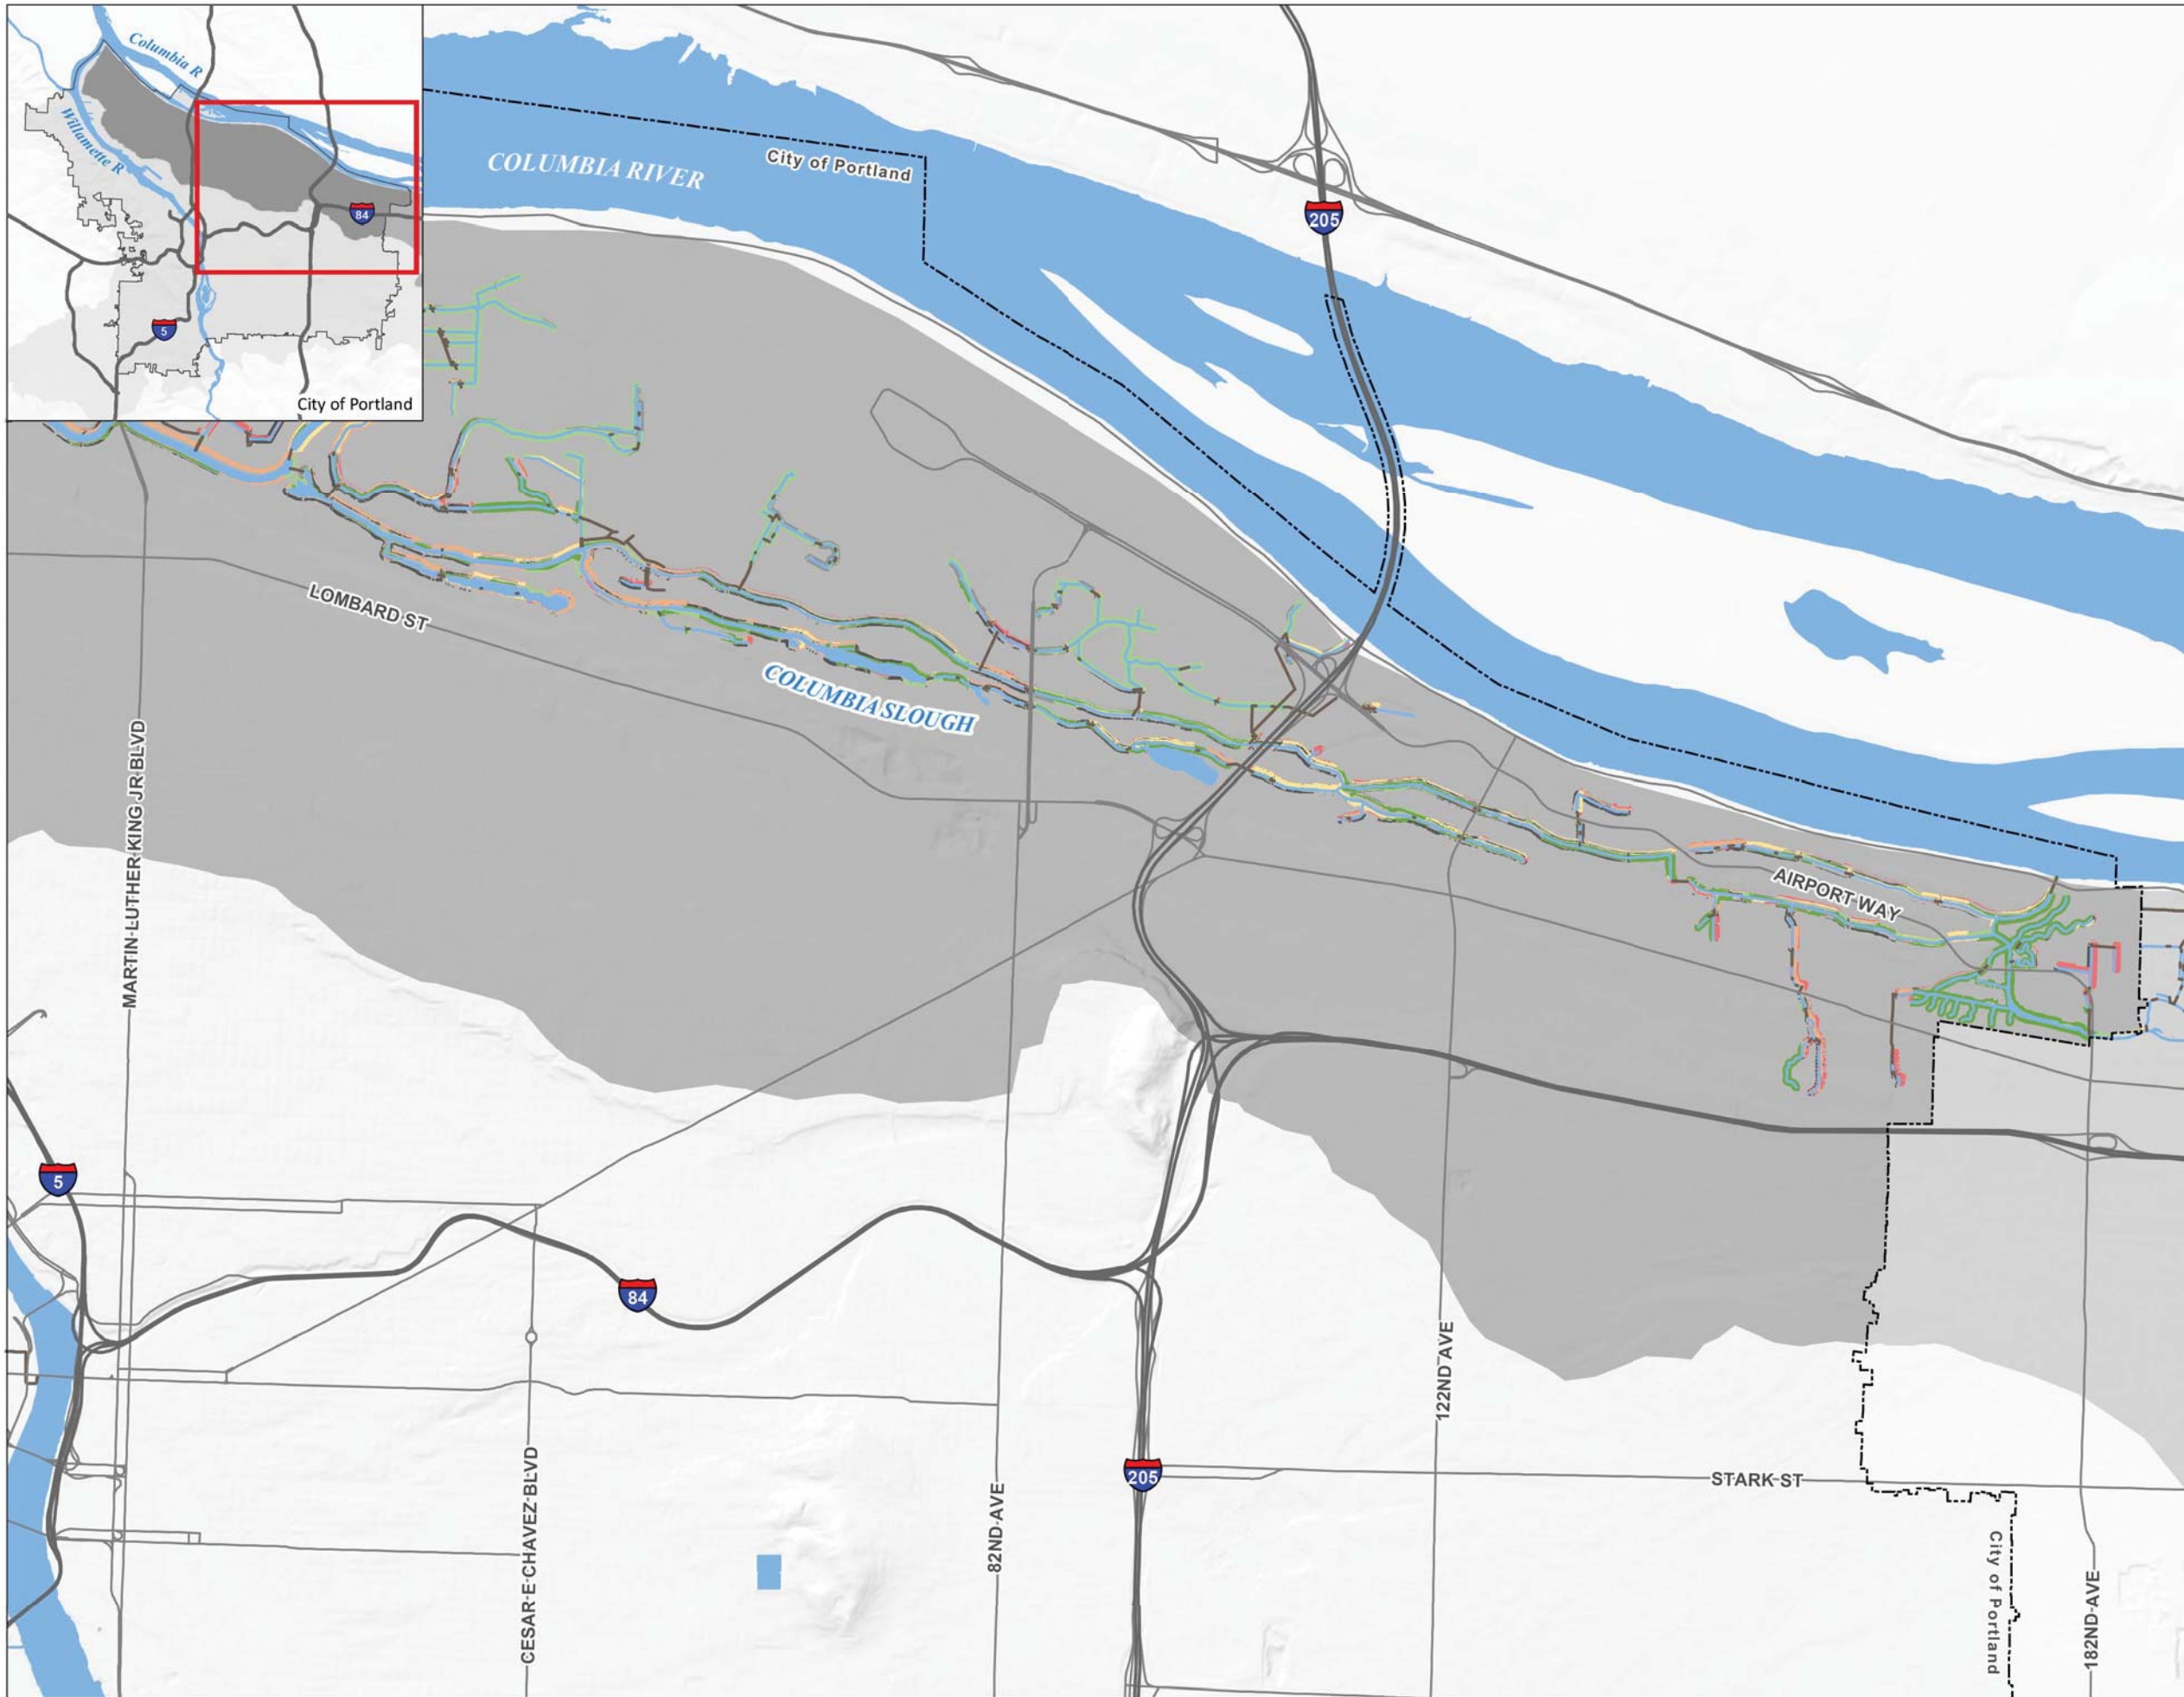 Columbia R
Willamette R
84
5
City of Portland
COLUMBIA RIVER
City of Portland
205
LOMBARD ST
COLUMBIA SLOUGH
MARTIN LUTHER KING JR BLVD
AIRPORT WAY
5
84
122ND AVE
205
STARK ST
CESAR E CHAVEZ BLVD
82ND AVE
City of Portland
182ND AVE